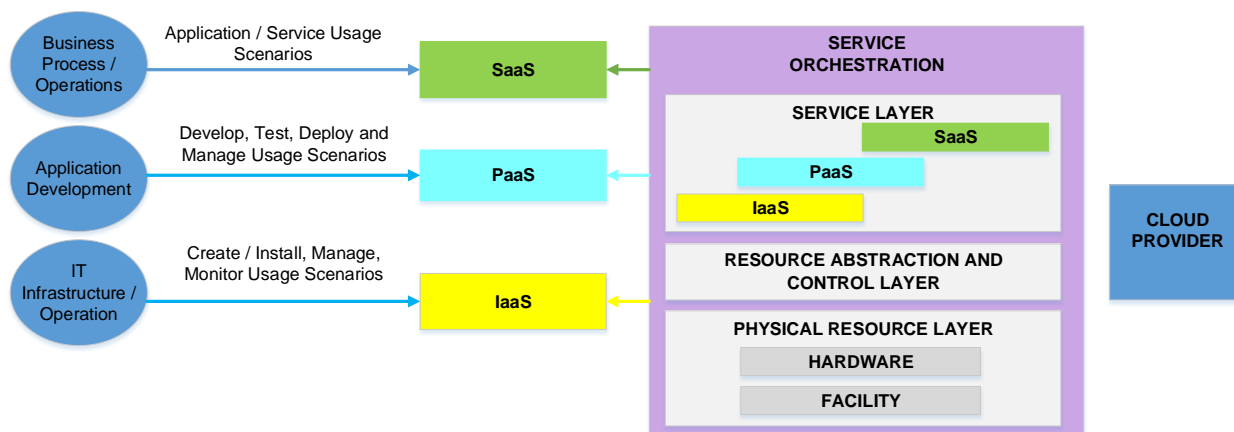 Business
Process /
Operations
Application / Service Usage
Scenarios
SaaS
Application
Development
Develop, Test, Deploy and
Manage Usage Scenarios
PaaS
IT
Infrastructure /
Operation
Create / Install, Manage,
Monitor Usage Scenarios
IaaS
SERVICE
ORCHESTRATION
SERVICE LAYER
SaaS
PaaS
IaaS
RESOURCE ABSTRACTION AND
CONTROL LAYER
PHYSICAL RESOURCE LAYER
HARDWARE
FACILITY
CLOUD
PROVIDER